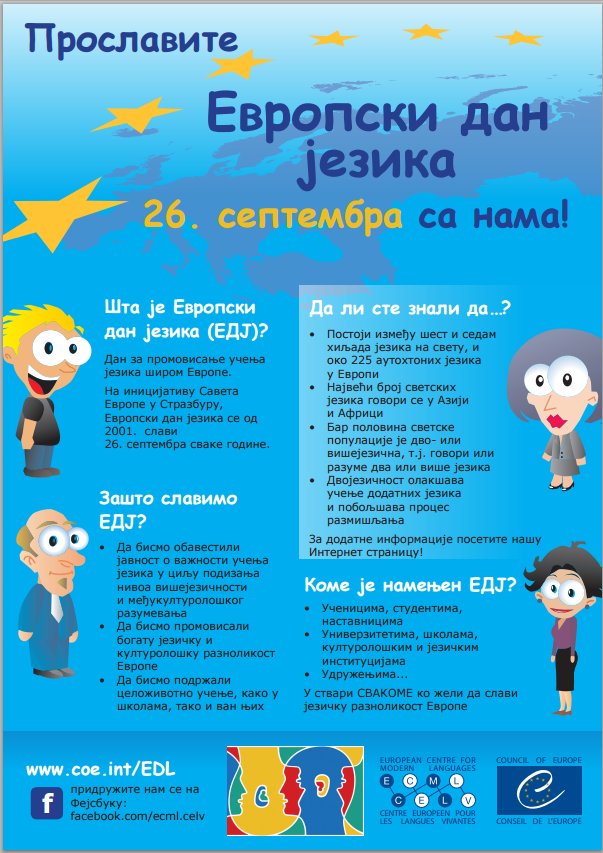 Прославите
Европски дан
језика
26. септембра са нама!
Шта је Европски
дан језика (ЕДЈ)?
Дан за промовисање учења
језика широм Европе.
На иницијативу Савета
Европе у Стразбуру,
Европски дан језика се од
2001. слави
26. септембра сваке године.
Зашто славимо
ЕДЈ?
• Да бисмо обавестили
јавност о важности учења
језика у циљу подизања
нивоа вишејезичности
и међукултуролошког
разумевања
• Да бисмо промовисали
богату језичку и
културолошку разноликост
Европе
• Да бисмо подржали
целоживотно учење, како у
школама, тако и ван њих
Да ли сте знали да...?
• Постоји између шест и седам
хиљада језика на свету, и
око 225 аутохтоних језика
у Европи
• Највећи број светских
језика говори се у Азији
и Африци
• Бар половина светске
популације је дво- или
вишејезична, т.ј. говори или
разуме два или више језика
• Двојезичност олакшава
учење додатних језика
и побољшава процес
размишљања
За додатне информације посетите нашу
Интернет страницу!
Коме је намењен ЕДЈ?
• Ученицима, студентима,
наставницима
• Универзитетима, школама,
културолошким и језичким
институцијама
• Удружењима...
У ствари СВАКОМЕ ко жели да слави
језичку разноликост Европе
www.coe.int/EDL
f
придружите нам се на
Фејсбуку:
facebook.com/ecml.celv
EUROPEAN CENTRE FOR
MODERN LANGUAGES
E C M L
C E L V
CENTRE EUROPEEN POUR
LES LANGUES VIVANTES
COUNCIL OF EUROPE
CONSEIL DE L'EUROPE